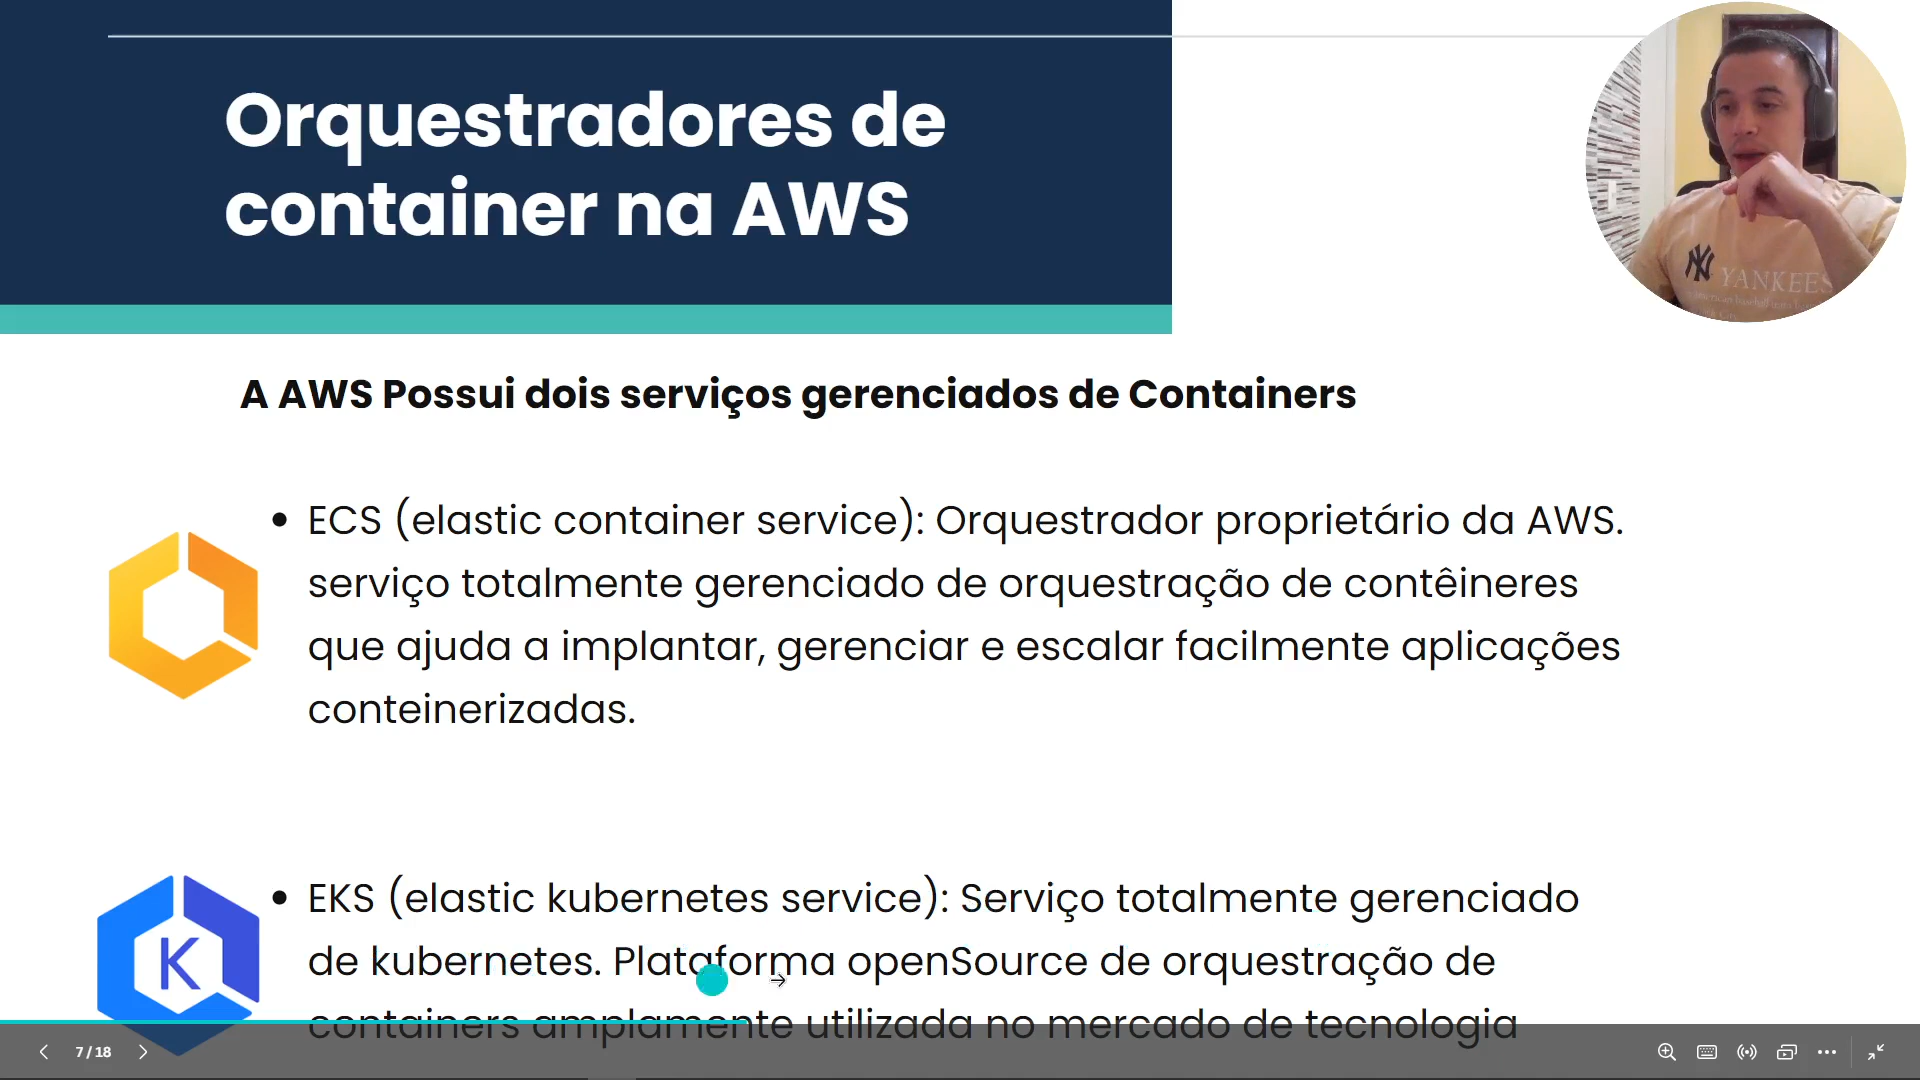 Orquestradores de
container na AWS
YANKEES
A AWS Possui dois serviços gerenciados de Containers
• ECS (elastic container service): Orquestrador proprietário da AWS.
serviço totalmente gerenciado de orquestração de contêineres
que ajuda a implantar, gerenciar e escalar facilmente aplicações
conteinerizadas.
• EKS (elastic kubernetes service): Serviço totalmente gerenciado
K
de kubernetes. Plataforma openSource de orquestração de
containers amplamente utilizada no mercado de tecnologia
7 / 18